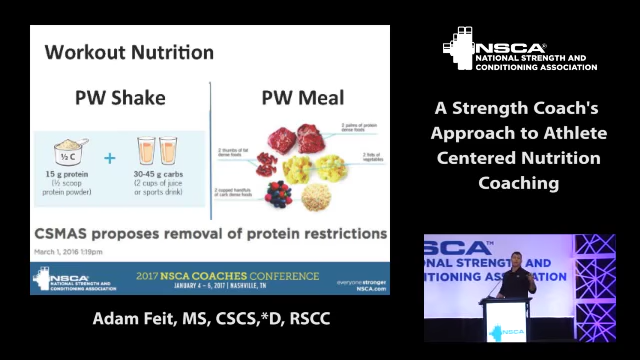 Workout Nutrition
PW Shake
PW Meal
½ C
+
15 g protein
(½ scoop
protein powder)
30-45 g carbs
(2 cups of juice
or sports drink)
2 palms of protein
dense foods
2 thumbs of fat
dense foods
2 fists of
vegetables
2 cupped handfuls
of carb dense foods
CSMAS proposes removal of protein restrictions
March 1, 2016 1:19pm
NSCA
NATIONAL STRENGTH AND
CONDITIONING ASSOCIATION
2017 NSCA COACHES CONFERENCE
JANUARY 4 – 6, 2017 | NASHVILLE, TN
everyone stronger
NSCA.com
NSCA
NATIONAL STRENGTH AND
CONDITIONING ASSOCIATION
A Strength Coach's
Approach to Athlete
Centered Nutrition
Coaching
NSCA
Adam Feit, MS, CSCS,*D, RSCC